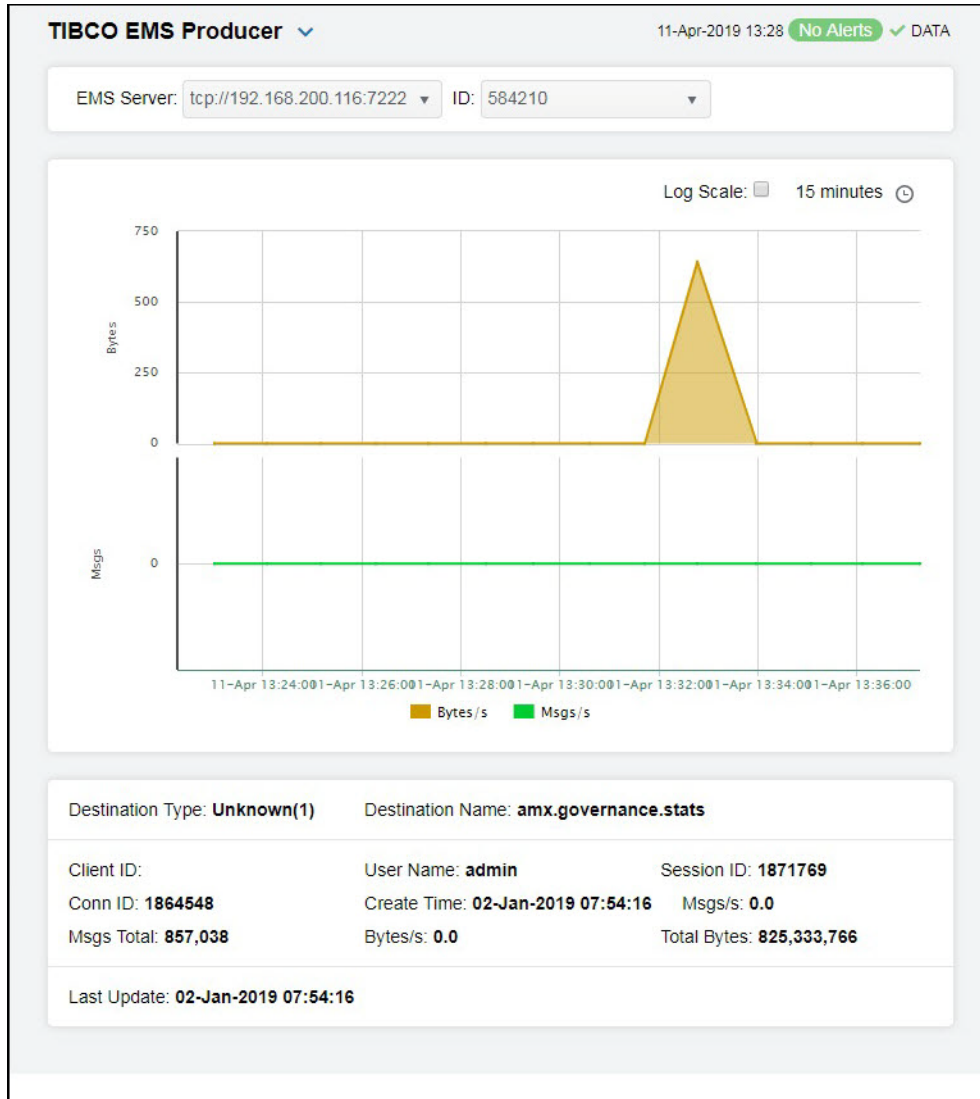 TIBCO EMS Producer 11-Apr-2019 13:28 No Alerts DATA
EMS Server: tcp://192.168.200.116:7222 ID: 584210
Log Scale: 15 minutes
750
500
Bytes
250
0
Msgs
0
11-Apr 13:24:001-Apr 13:26:001-Apr 13:28:001-Apr 13:30:001-Apr 13:32:001-Apr 13:34:001-Apr 13:36:00
Bytes/s Msgs/s
Destination Type: Unknown(1) Destination Name: amx.governance.stats
Client ID: User Name: admin Session ID: 1871769
Conn ID: 1864548 Create Time: 02-Jan-2019 07:54:16 Msgs/s: 0.0
Msgs Total: 857,038 Bytes/s: 0.0 Total Bytes: 825,333,766
Last Update: 02-Jan-2019 07:54:16